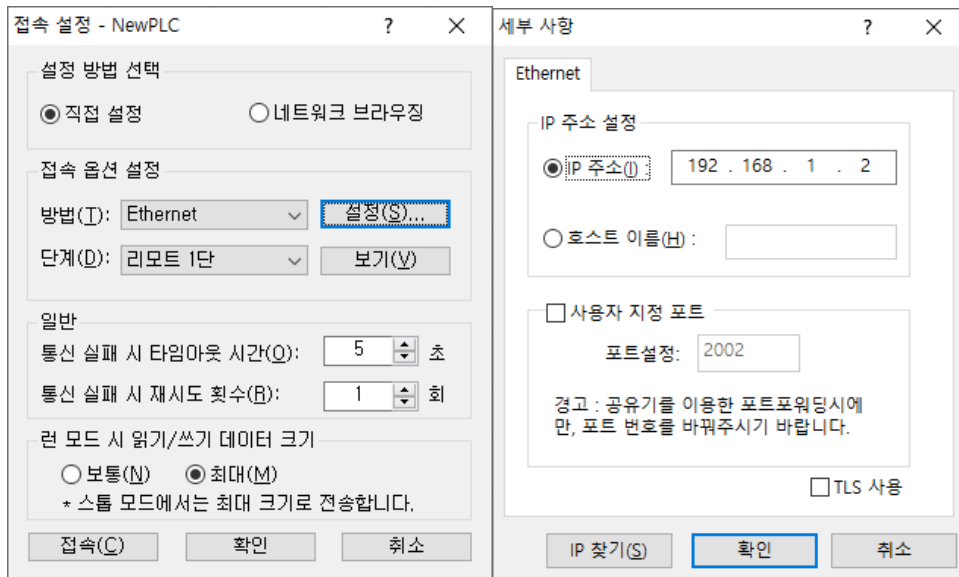 접속 설정 - NewPLC ? ×
설정 방법 선택
직접 설정 네트워크 브라우징
접속 옵션 설정
방법(T): Ethernet 설정(S)...
단계(D): 리모트 1단 보기(V)
일반
통신 실패 시 타임아웃 시간(O): 5 초
통신 실패 시 재시도 횟수(R): 1 회
런 모드 시 읽기/쓰기 데이터 크기
보통(N) 최대(M)
* 스톱 모드에서는 최대 크기로 전송합니다.
접속(C) 확인 취소
세부 사항 ? ×
Ethernet
IP 주소 설정
IP 주소(I) : 192 . 168 . 1 . 2
호스트 이름(H) :
사용자 지정 포트
포트설정: 2002
경고 : 공유기를 이용한 포트포워딩시에
만, 포트 번호를 바꿔주시기 바랍니다.
TLS 사용
IP 찾기(S) 확인 취소